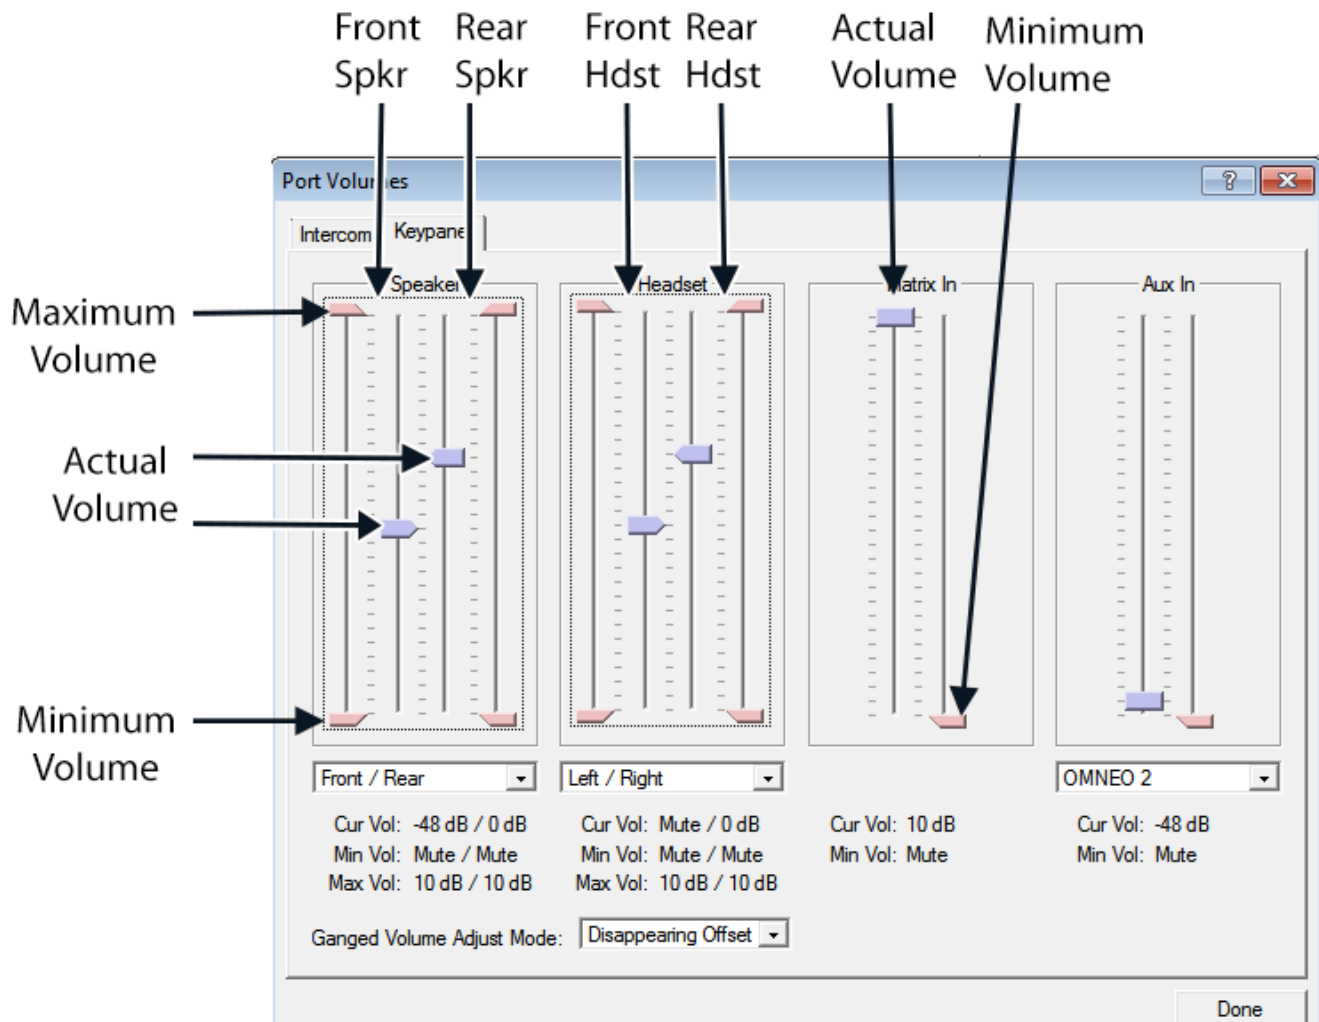 Front Rear Front Rear Actual Minimum
Spkr Spkr Hdst Hdst Volume Volume
Port Volumes
Intercom Keypanel
Speaker Headset Matrix In Aux In
Maximum
Volume
Actual
Volume
Minimum
Volume
Front / Rear Left / Right OMNEO 2
Cur Vol: -48 dB / 0 dB Cur Vol: Mute / 0 dB Cur Vol: 10 dB Cur Vol: -48 dB
Min Vol: Mute / Mute Min Vol: Mute / Mute Min Vol: Mute Min Vol: Mute
Max Vol: 10 dB / 10 dB Max Vol: 10 dB / 10 dB
Ganged Volume Adjust Mode: Disappearing Offset
Done